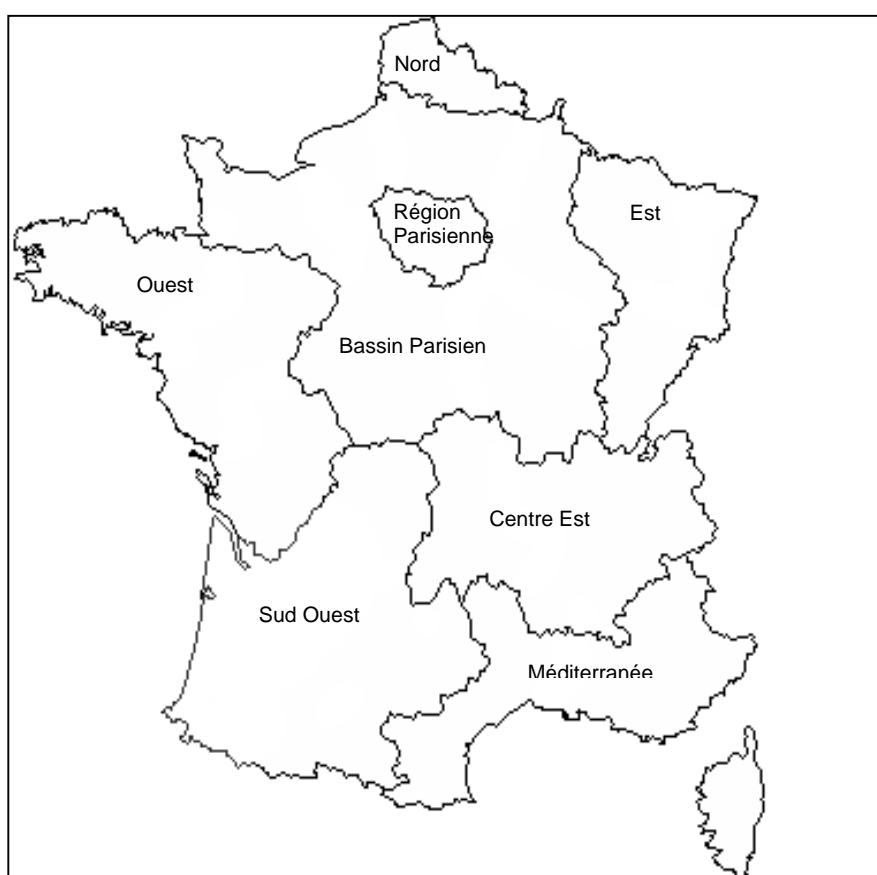 Nord
Région
Parisienne
Est
Ouest
Bassin Parisien
Centre Est
Sud Ouest
Méditerranée